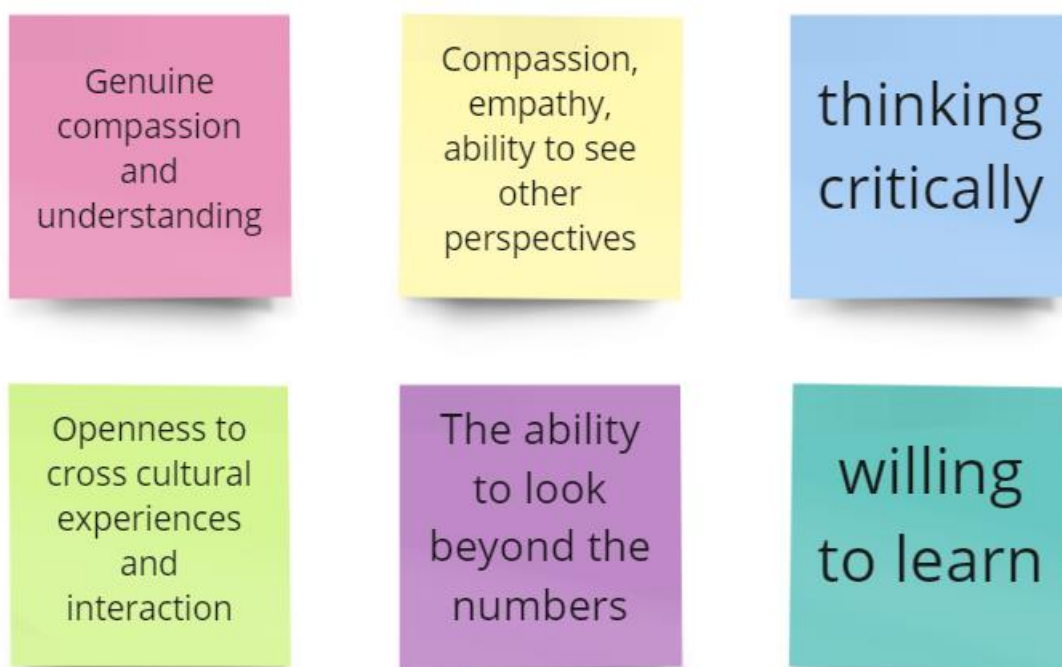 Genuine
compassion
and
understanding
Compassion,
empathy,
ability to see
other
perspectives
thinking
critically
Openness to
cross cultural
experiences
and
interaction
The ability
to look
beyond the
numbers
willing
to learn